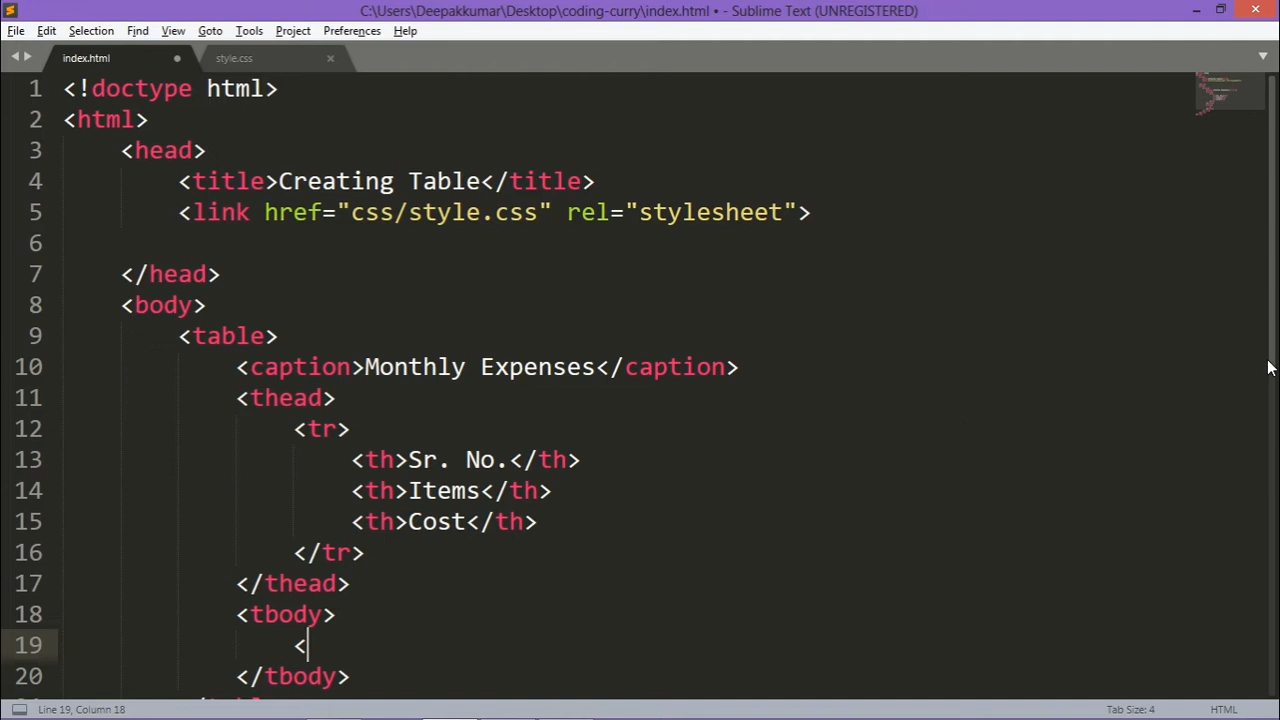 C:\Users\Deepakkumar\Desktop\coding-curry\index.html • - Sublime Text (UNREGISTERED)
File Edit Selection Find View Goto Tools Project Preferences Help
index.html style.css
1 <!doctype html>
2 <html>
3 <head>
4 <title>Creating Table</title>
5 <link href="css/style.css" rel="stylesheet">
6
7 </head>
8 <body>
9 <table>
10 <caption>Monthly Expenses</caption>
11 <thead>
12 <tr>
13 <th>Sr. No.</th>
14 <th>Items</th>
15 <th>Cost</th>
16 </tr>
17 </thead>
18 <tbody>
19 <
20 </tbody>
Line 19, Column 18 Tab Size: 4 HTML